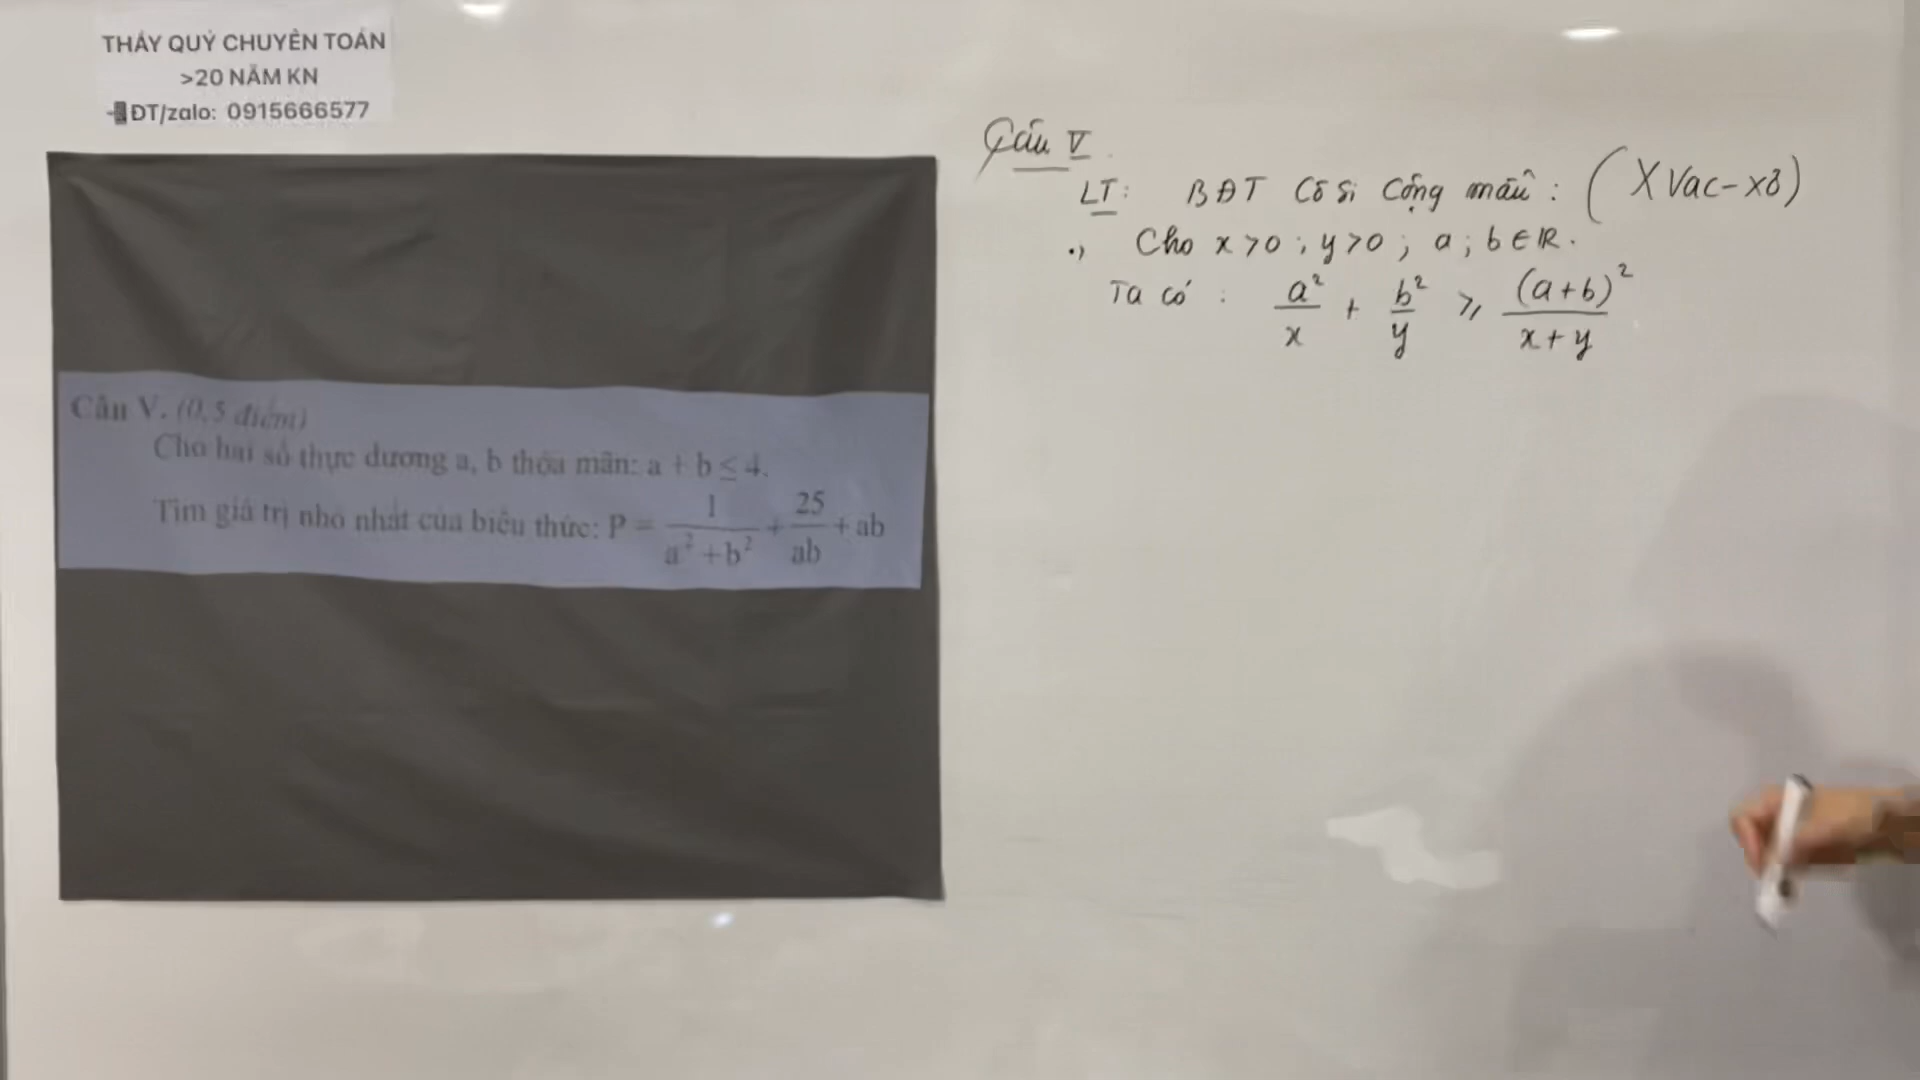 THÁY QUÝ CHUYÊN TOÁN
>20 NĂM KN
ĐT/zalo: 0915666577
Câu V. (0,5 điểm)
Cho hai số thực dương a, b thỏa mãn: a + b ≤ 4.
Tìm giá trị nhỏ nhất của biểu thức: P = 1/(a² + b²) + 25/ab + ab
Câu V
LT: BĐT Cô Si Cộng mẫu: (XVac-xơ)
., Cho x > 0 ; y > 0 ; a ; b ∈ R.
Ta có : a²/x + b²/y ≥ (a+b)²/(x+y)